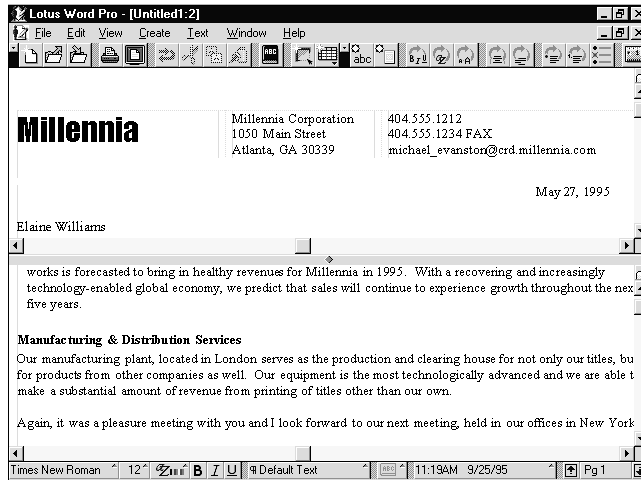 Lotus Word Pro - [Untitled1:2]
File Edit View Create Text Window Help
Millennia
Millennia Corporation
1050 Main Street
Atlanta, GA 30339
404.555.1212
404.555.1234 FAX
michael_evanston@crd.millennia.com
May 27, 1995
Elaine Williams
works is forecasted to bring in healthy revenues for Millennia in 1995. With a recovering and increasingly
technology-enabled global economy, we predict that sales will continue to experience growth throughout the nex
five years.
Manufacturing & Distribution Services
Our manufacturing plant, located in London serves as the production and clearing house for not only our titles, bu
for products from other companies as well. Our equipment is the most technologically advanced and we are able t
make a substantial amount of revenue from printing of titles other than our own.
Again, it was a pleasure meeting with you and I look forward to our next meeting, held in our offices in New York
Times New Roman 12 B I U ¶ Default Text ABC 11:19AM 9/25/95 Pg 1